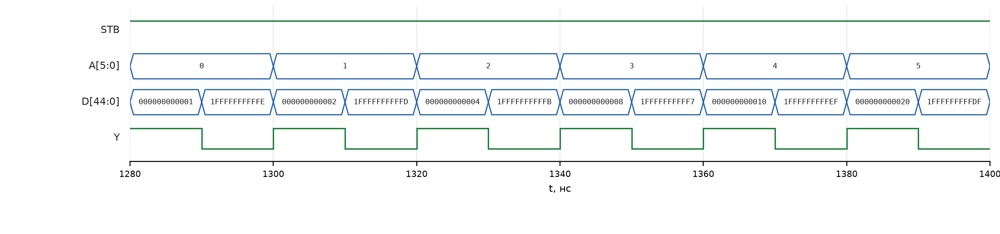 STB
A[5:0] 0 1 2 3 4 5
D[44:0] 000000000001 1FFFFFFFFFFE 000000000002 1FFFFFFFFFFD 000000000004 1FFFFFFFFFFB 000000000008 1FFFFFFFFFF7 000000000010 1FFFFFFFFFEF 000000000020 1FFFFFFFFFDF
Y
1280 1300 1320 1340 1360 1380 1400
t, нс